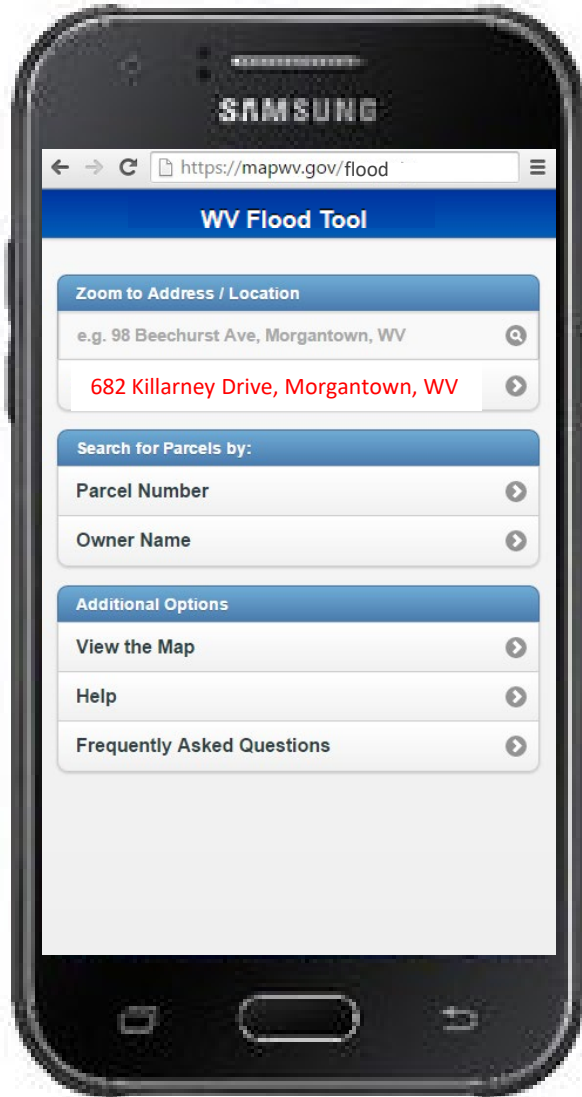 SAMSUNG
https://mapwv.gov/flood
WV Flood Tool
Zoom to Address / Location
e.g. 98 Beechurst Ave, Morgantown, WV
682 Killarney Drive, Morgantown, WV
Search for Parcels by:
Parcel Number
Owner Name
Additional Options
View the Map
Help
Frequently Asked Questions